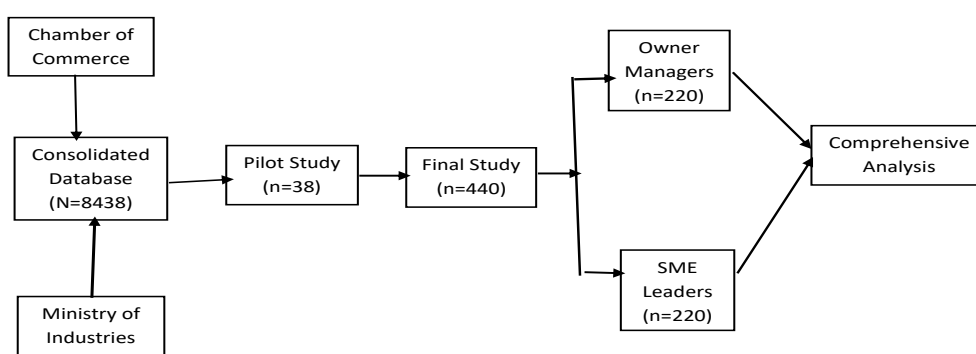 Chamber of
Commerce
Consolidated
Database
(N=8438)
Ministry of
Industries
Pilot Study
(n=38)
Final Study
(n=440)
Owner
Managers
(n=220)
SME
Leaders
(n=220)
Comprehensive
Analysis